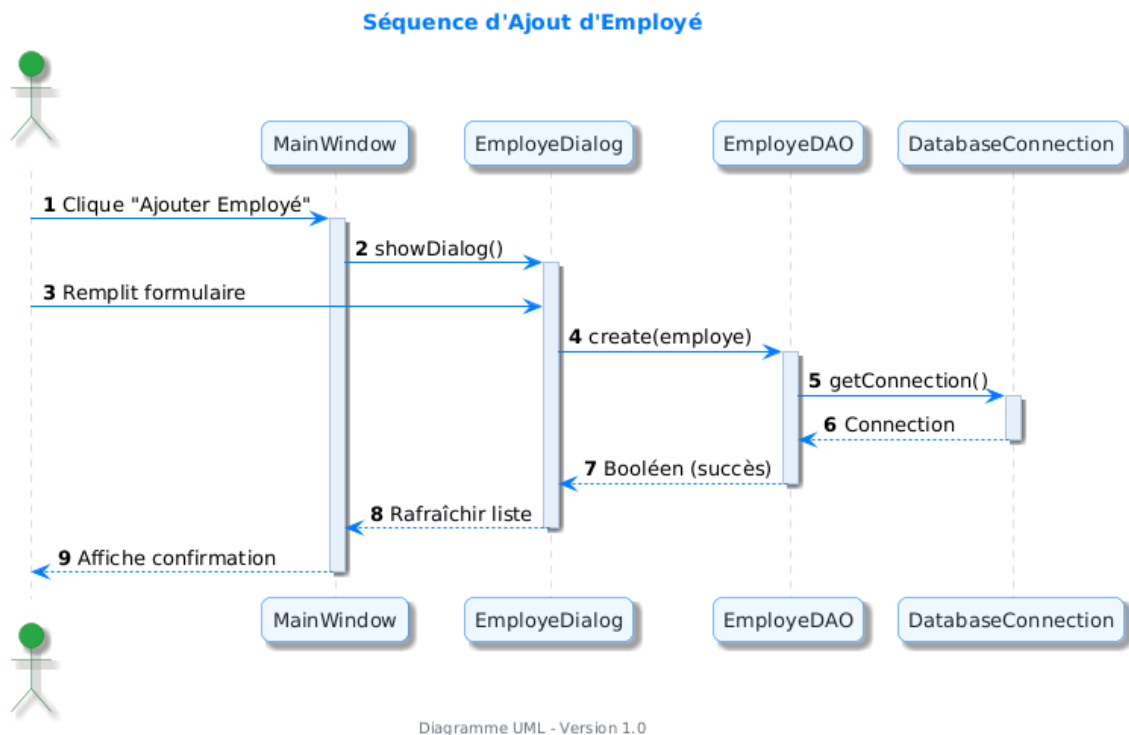 Séquence d'Ajout d'Employé
MainWindow EmployeDialog EmployeDAO DatabaseConnection
1 Clique "Ajouter Employé"
2 showDialog()
3 Remplit formulaire
4 create(employe)
5 getConnection()
6 Connection
7 Booléen (succès)
8 Rafraîchir liste
9 Affiche confirmation
MainWindow EmployeDialog EmployeDAO DatabaseConnection
Diagramme UML - Version 1.0